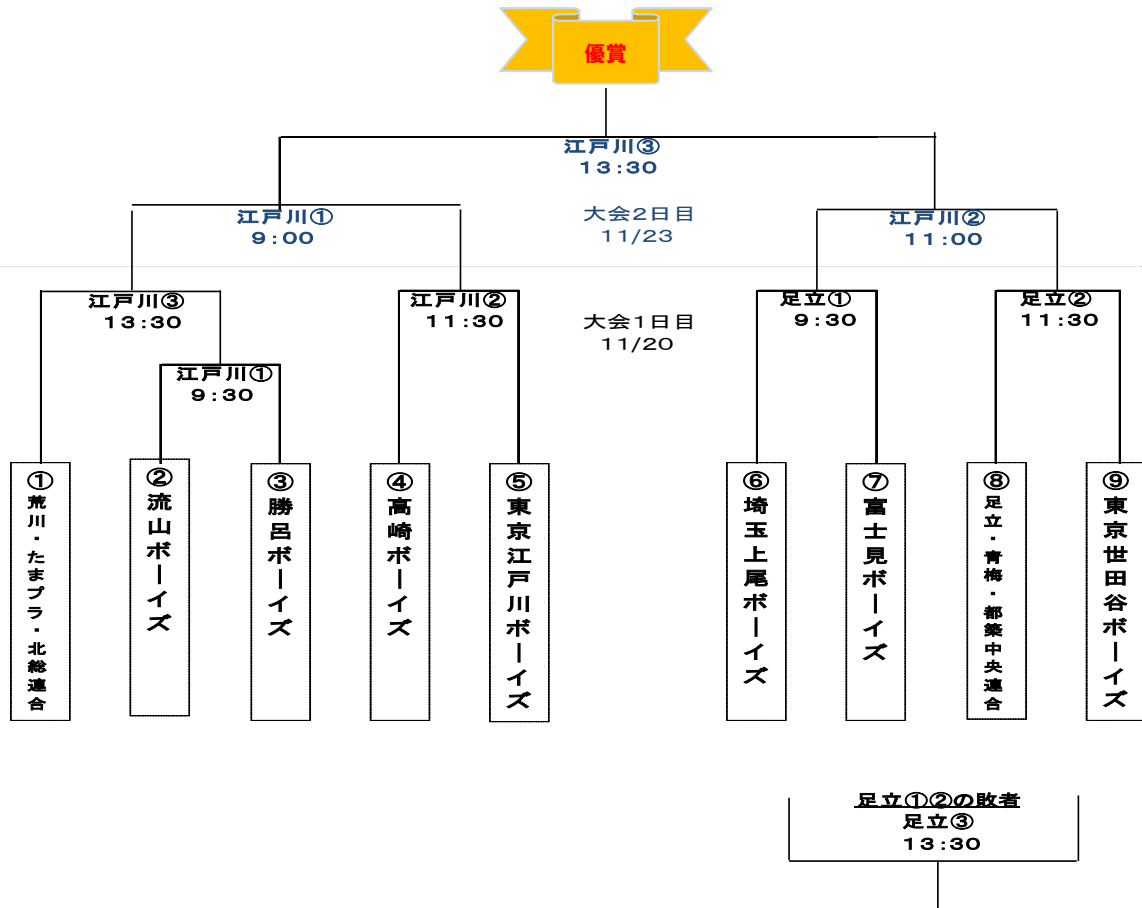 優賞
江戸川③
13:30
江戸川①
9:00
大会2日目
11/23
江戸川②
11:00
江戸川③
13:30
江戸川②
11:30
大会1日目
11/20
足立①
9:30
足立②
11:30
江戸川①
9:30
①荒川・たまプラ・北総連合
②流山ボーイズ
③勝呂ボーイズ
④高崎ボーイズ
⑤東京江戸川ボーイズ
⑥埼玉上尾ボーイズ
⑦富士見ボーイズ
⑧足立・青梅・都築中央連合
⑨東京世田谷ボーイズ
足立①②の敗者
足立③
13:30